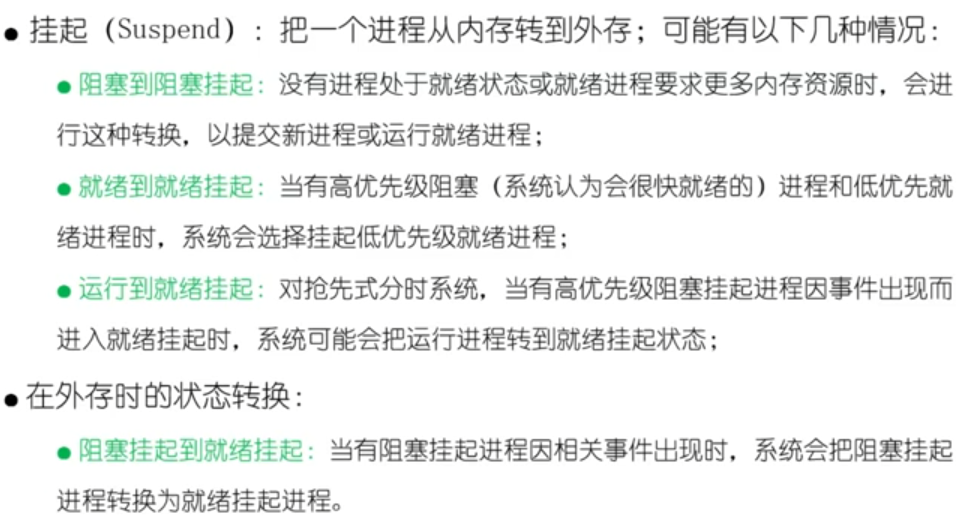 ● 挂起（Suspend）：把一个进程从内存转到外存；可能有以下几种情况：
● 阻塞到阻塞挂起：没有进程处于就绪状态或就绪进程要求更多内存资源时，会进
行这种转换，以提交新进程或运行就绪进程；
● 就绪到就绪挂起：当有高优先级阻塞（系统认为会很快就绪的）进程和低优先就
绪进程时，系统会选择挂起低优先级就绪进程；
● 运行到就绪挂起：对抢先式分时系统，当有高优先级阻塞挂起进程因事件出现而
进入就绪挂起时，系统可能会把运行进程转到就绪挂起状态；
● 在外存时的状态转换：
● 阻塞挂起到就绪挂起：当有阻塞挂起进程因相关事件出现时，系统会把阻塞挂起
进程转换为就绪挂起进程。